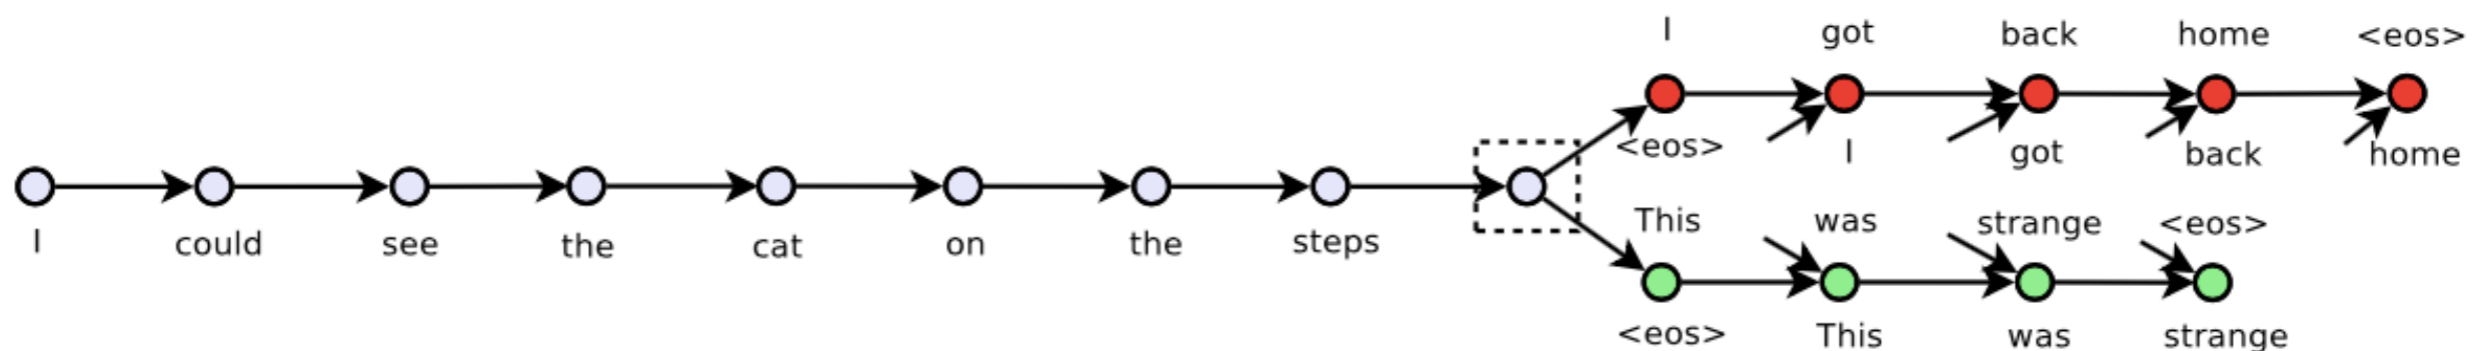 I got back home <eos>
<eos> I got back home
I could see the cat on the steps
This was strange <eos>
<eos> This was strange